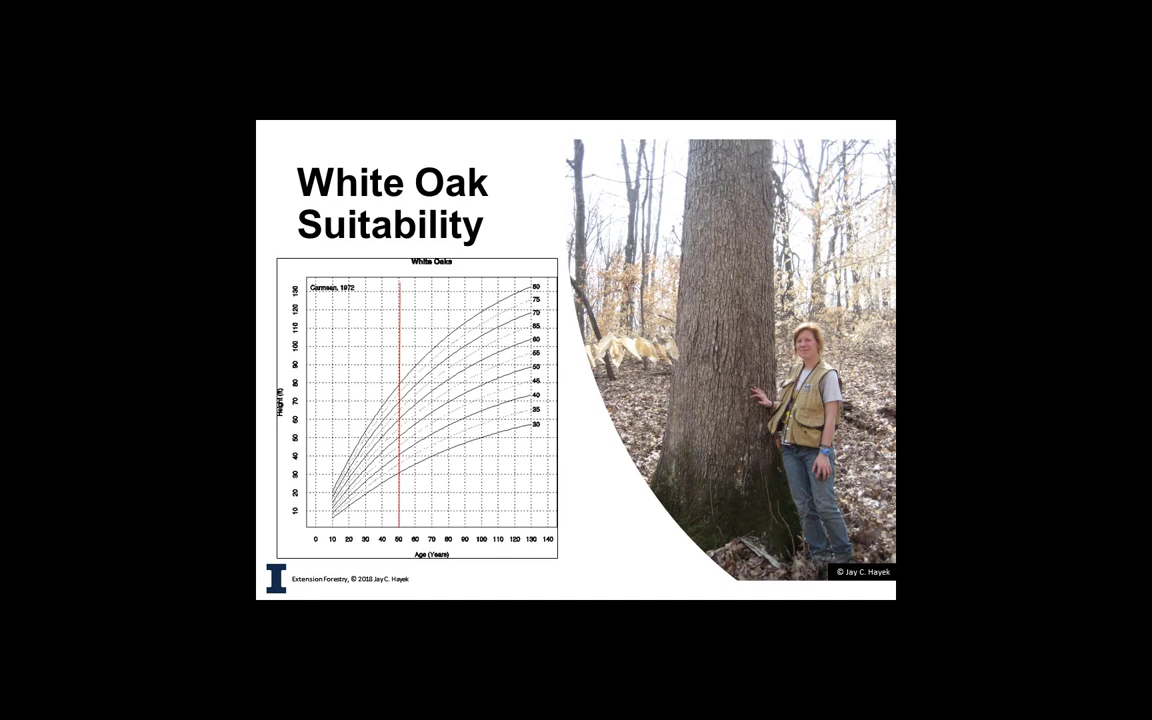 White Oak
Suitability
White Oaks
Carmean, 1972
Height (ft)
130
120
110
100
90
80
70
60
50
40
30
20
10
80
75
70
65
60
55
50
45
40
35
30
0 10 20 30 40 50 60 70 80 90 100 110 120 130 140
Age (Years)
I
Extension Forestry, © 2018 Jay C. Hayek
© Jay C. Hayek